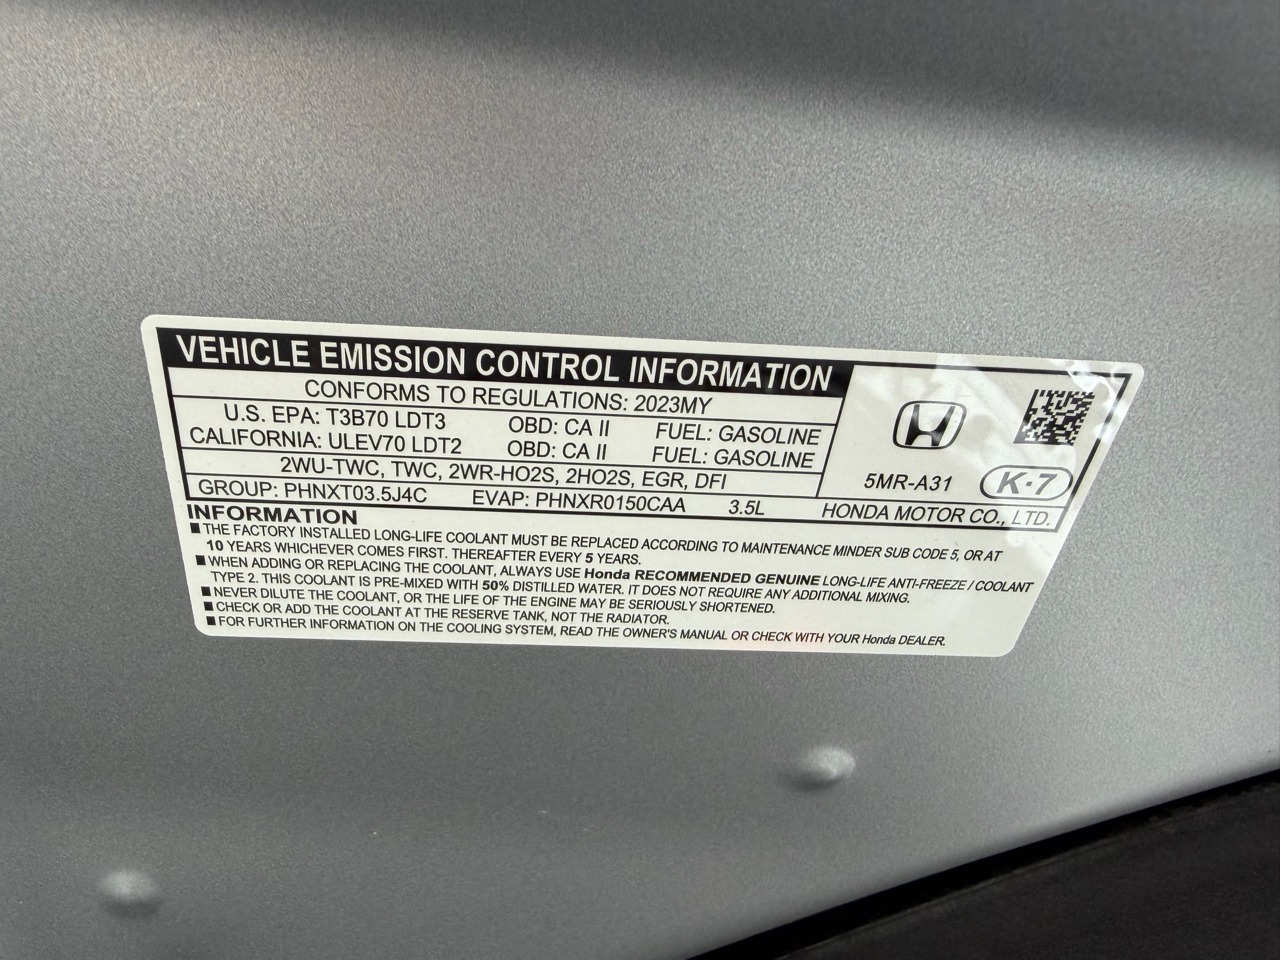 VEHICLE EMISSION CONTROL INFORMATION
CONFORMS TO REGULATIONS: 2023MY
U.S. EPA: T3B70 LDT3 OBD: CA II FUEL: GASOLINE
CALIFORNIA: ULEV70 LDT2 OBD: CA II FUEL: GASOLINE
2WU-TWC, TWC, 2WR-HO2S, 2HO2S, EGR, DFI
GROUP: PHNXT03.5J4C EVAP: PHNXR0150CAA 3.5L
5MR-A31 K-7
HONDA MOTOR CO., LTD.
INFORMATION
■ THE FACTORY INSTALLED LONG-LIFE COOLANT MUST BE REPLACED ACCORDING TO MAINTENANCE MINDER SUB CODE 5, OR AT
10 YEARS WHICHEVER COMES FIRST. THEREAFTER EVERY 5 YEARS.
■ WHEN ADDING OR REPLACING THE COOLANT, ALWAYS USE Honda RECOMMENDED GENUINE LONG-LIFE ANTI-FREEZE / COOLANT
TYPE 2. THIS COOLANT IS PRE-MIXED WITH 50% DISTILLED WATER. IT DOES NOT REQUIRE ANY ADDITIONAL MIXING.
■ NEVER DILUTE THE COOLANT, OR THE LIFE OF THE ENGINE MAY BE SERIOUSLY SHORTENED.
■ CHECK OR ADD THE COOLANT AT THE RESERVE TANK, NOT THE RADIATOR.
■ FOR FURTHER INFORMATION ON THE COOLING SYSTEM, READ THE OWNER'S MANUAL OR CHECK WITH YOUR Honda DEALER.